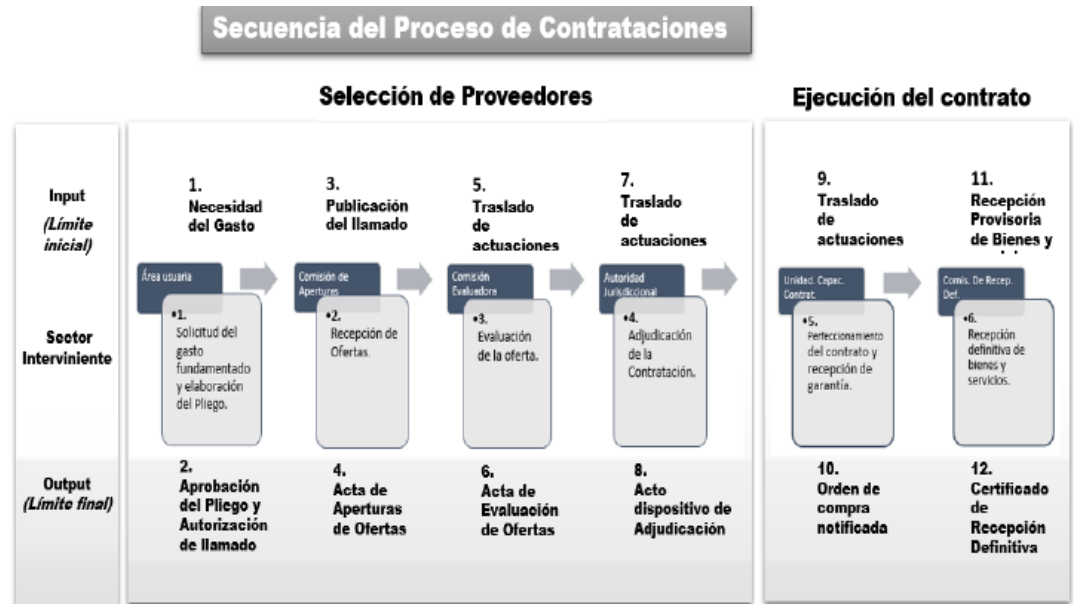 Secuencia del Proceso de Contrataciones
Selección de Proveedores
Ejecución del contrato
Input
(Límite
inicial)
1.
Necesidad
del Gasto
3.
Publicación
del llamado
5.
Traslado
de
actuaciones
7.
Traslado
de
actuaciones
9.
Traslado
de
actuaciones
11.
Recepción
Provisoria
de Bienes y
Sector
Interviniente
Área usuaria
•1.
Solicitud del
gasto
fundamentado
y elaboración
del Pliego.
Comisión de
Aperturas
•2.
Recepción de
Ofertas.
Comisión
Evaluadora
•3.
Evaluación
de la oferta.
Autoridad
Jurisdiccional
•4.
Adjudicación
de la
Contratación.
Unidad. Capac.
Contrat.
•5.
Perfeccionamiento
del contrato y
recepción de
garantía.
Comis. De Recep.
Def.
•6.
Recepción
definitiva de
bienes y
servicios.
Output
(Límite final)
2.
Aprobación
del Pliego y
Autorización
de llamado
4.
Acta de
Aperturas
de Ofertas
6.
Acta de
Evaluación
de Ofertas
8.
Acto
dispositivo de
Adjudicación
10.
Orden de
compra
notificada
12.
Certificado
de
Recepción
Definitiva